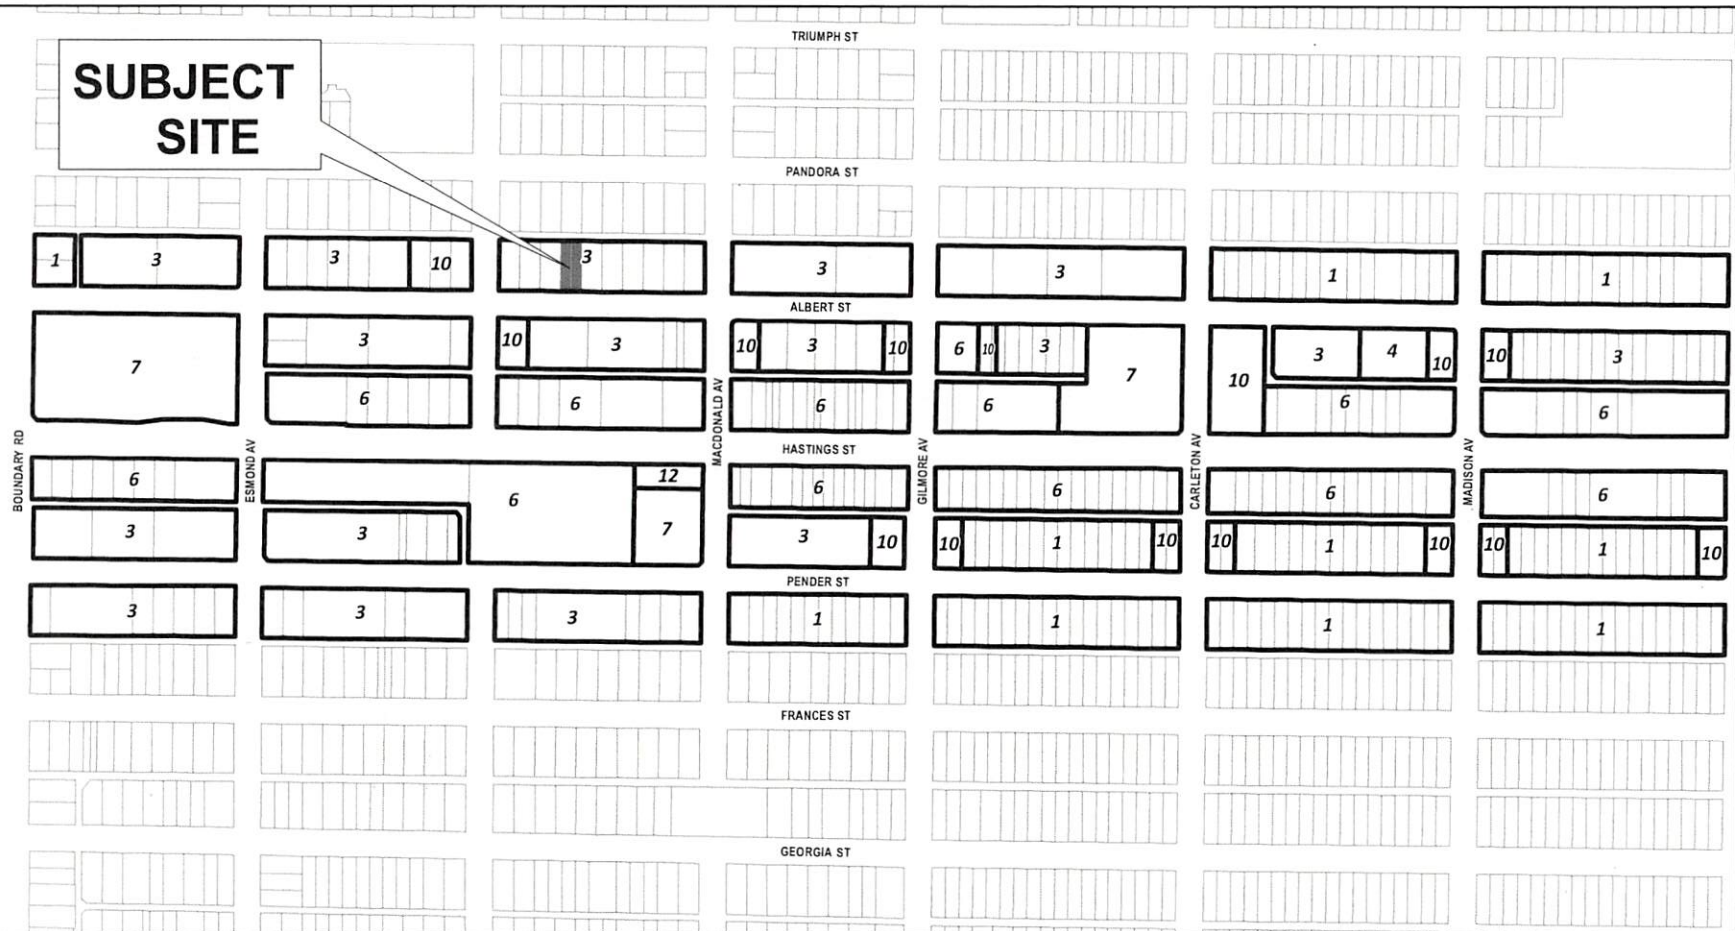 TRIUMPH ST
SUBJECT
SITE
PANDORA ST
1 3 3 10 3 3 3 1 1
ALBERT ST
3 10 3 10 3 10 6 10 3 3 4 10 10 3
7 7 10
6 6 6 6 6 6
BOUNDARY RD
ESMOND AV
MACDONALD AV
GILMORE AV
CARLETON AV
MADISON AV
HASTINGS ST
6 6 12 6 6 6 6
3 3 7 3 10 10 1 10 10 1 10 10 1 10
PENDER ST
3 3 3 1 1 1 1
FRANCES ST
GEORGIA ST